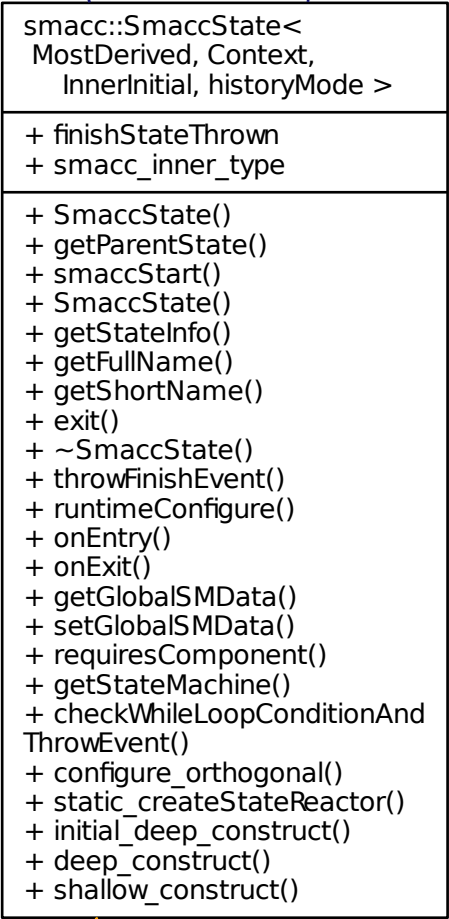 smacc::SmaccState<
MostDerived, Context,
InnerInitial, historyMode >
+ finishStateThrown
+ smacc_inner_type
+ SmaccState()
+ getParentState()
+ smaccStart()
+ SmaccState()
+ getStateInfo()
+ getFullName()
+ getShortName()
+ exit()
+ ~SmaccState()
+ throwFinishEvent()
+ runtimeConfigure()
+ onEntry()
+ onExit()
+ getGlobalSMData()
+ setGlobalSMData()
+ requiresComponent()
+ getStateMachine()
+ checkWhileLoopConditionAnd
ThrowEvent()
+ configure_orthogonal()
+ static_createStateReactor()
+ initial_deep_construct()
+ deep_construct()
+ shallow_construct()